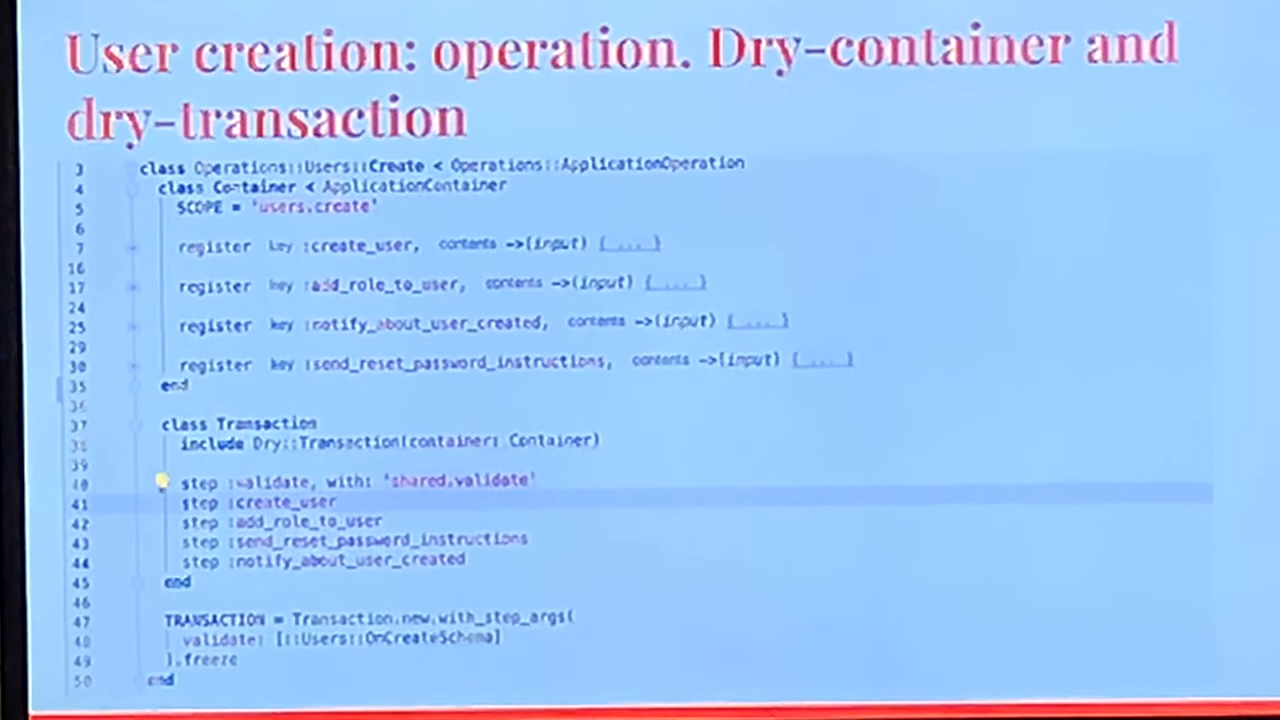 User creation: operation. Dry-container and
dry-transaction
3 class Operations::Users::Create < Operations::ApplicationOperation
4 class Container < ApplicationContainer
5 SCOPE = 'users.create'
6
7 register key :create_user, contents ->(input) { ... }
16
17 register key :add_role_to_user, contents ->(input) { ... }
24
25 register key :notify_about_user_created, contents ->(input) { ... }
29
30 register key :send_reset_password_instructions, contents ->(input) { ... }
35 end
36
37 class Transaction
38 include Dry::Transaction(container: Container)
39
40 step :validate, with: 'shared.validate'
41 step :create_user
42 step :add_role_to_user
43 step :send_reset_password_instructions
44 step :notify_about_user_created
45 end
46
47 TRANSACTION = Transaction.new.with_step_args(
48 validate: [::Users::OnCreateSchema]
49 ).freeze
50 end